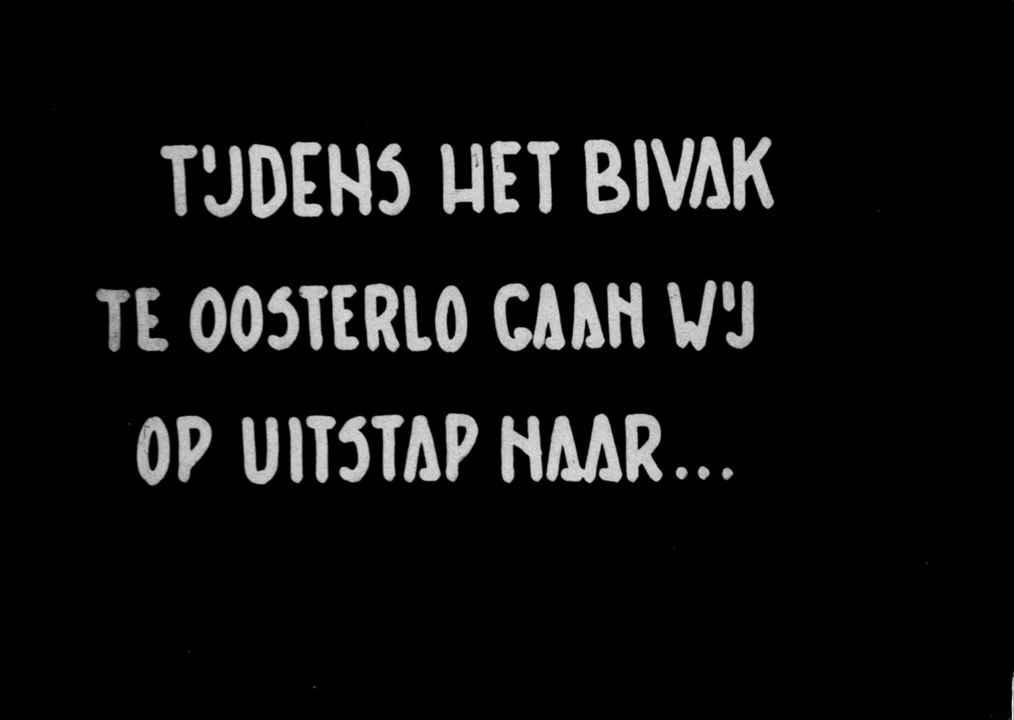 TIJDENS HET BIVAK
TE OOSTERLO GAAN WIJ
OP UITSTAP NAAR...